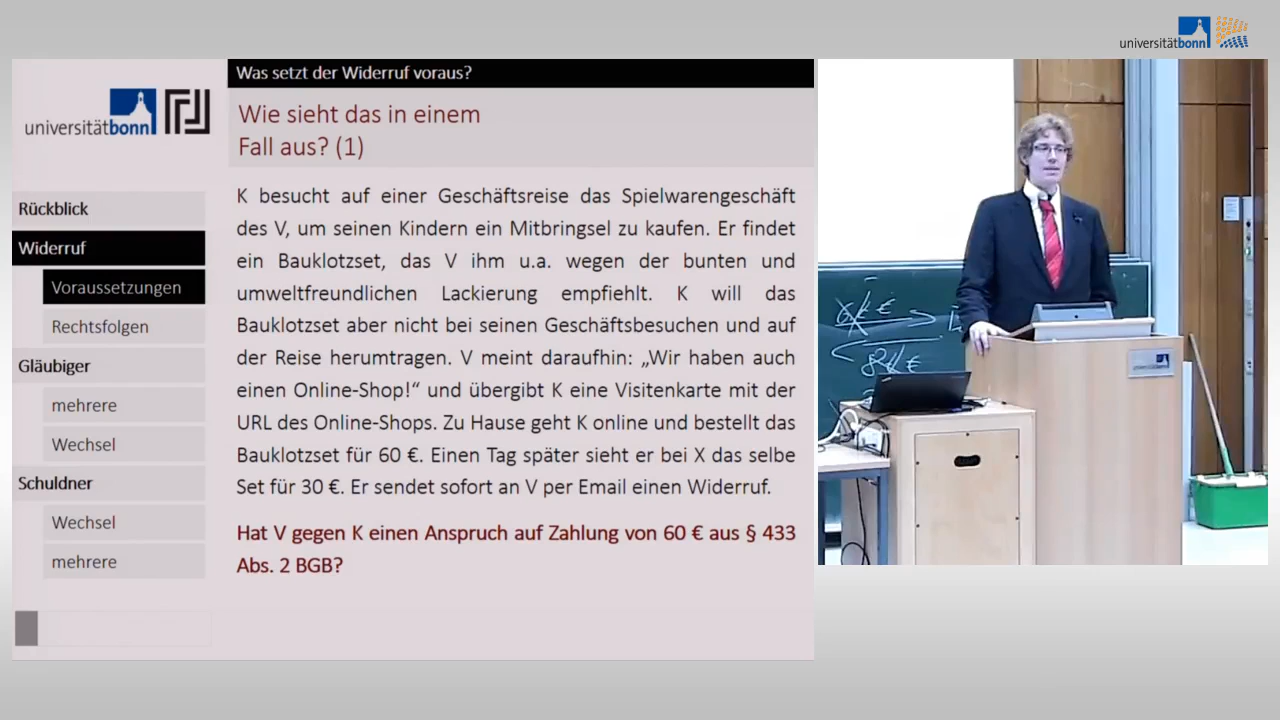 universitätbonn
Was setzt der Widerruf voraus?
universitätbonn
Wie sieht das in einem
Fall aus? (1)
Rückblick
Widerruf
Voraussetzungen
Rechtsfolgen
Gläubiger
mehrere
Wechsel
Schuldner
Wechsel
mehrere
K besucht auf einer Geschäftsreise das Spielwarengeschäft
des V, um seinen Kindern ein Mitbringsel zu kaufen. Er findet
ein Bauklotzset, das V ihm u.a. wegen der bunten und
umweltfreundlichen Lackierung empfiehlt. K will das
Bauklotzset aber nicht bei seinen Geschäftsbesuchen und auf
der Reise herumtragen. V meint daraufhin: „Wir haben auch
einen Online-Shop!“ und übergibt K eine Visitenkarte mit der
URL des Online-Shops. Zu Hause geht K online und bestellt das
Bauklotzset für 60 €. Einen Tag später sieht er bei X das selbe
Set für 30 €. Er sendet sofort an V per Email einen Widerruf.
Hat V gegen K einen Anspruch auf Zahlung von 60 € aus § 433
Abs. 2 BGB?
universitätbonn